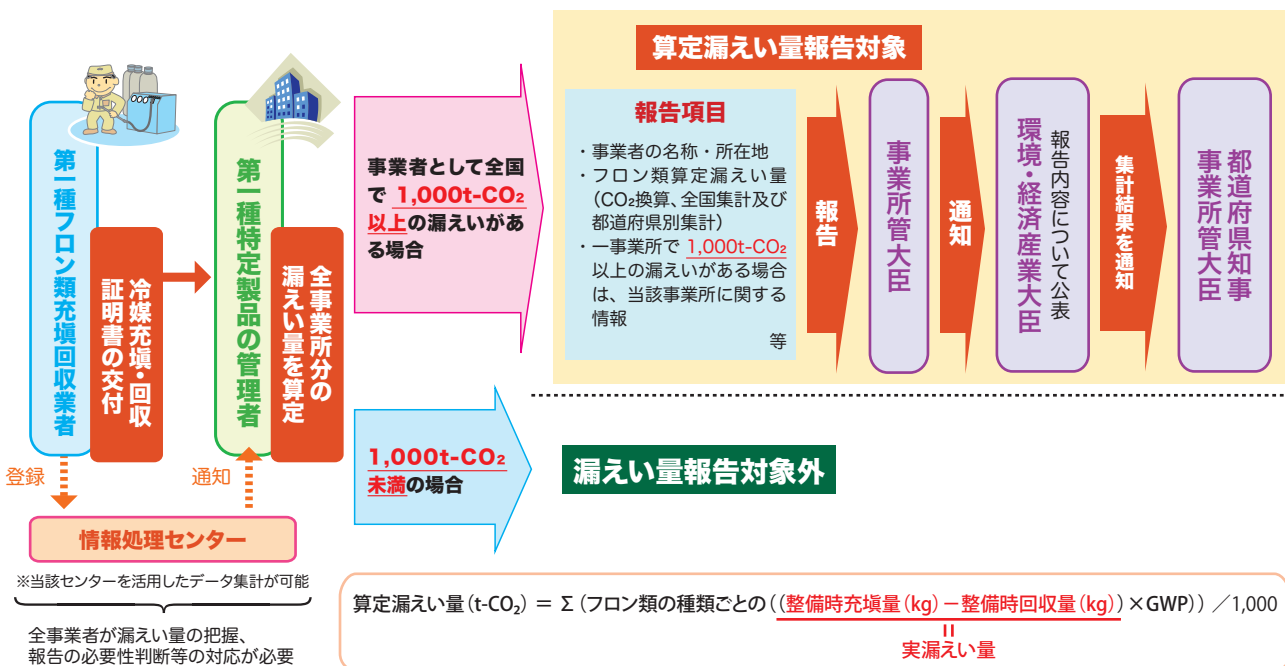 算定漏えい量報告対象
第一種フロン類充塡回収業者
冷媒充塡・回収
証明書の交付
第一種特定製品の管理者
全事業所分の
漏えい量を算定
事業者として全国
で 1,000t-CO₂
以上の漏えいがあ
る場合
報告項目
・事業者の名称・所在地
・フロン類算定漏えい量
（CO₂換算、全国集計及び
都道府県別集計）
・一事業所で 1,000t-CO₂
以上の漏えいがある場合
は、当該事業所に関する
情報
等
報告
事業所管大臣
通知
環境・経済産業大臣
報告内容について公表
集計結果を通知
都道府県知事
事業所管大臣
登録
通知
1,000t-CO₂
未満の場合
漏えい量報告対象外
情報処理センター
※当該センターを活用したデータ集計が可能
全事業者が漏えい量の把握、
報告の必要性判断等の対応が必要
算定漏えい量（t-CO₂）＝ Σ（フロン類の種類ごとの（（整備時充塡量（kg）－整備時回収量（kg））×GWP））／1,000
実漏えい量